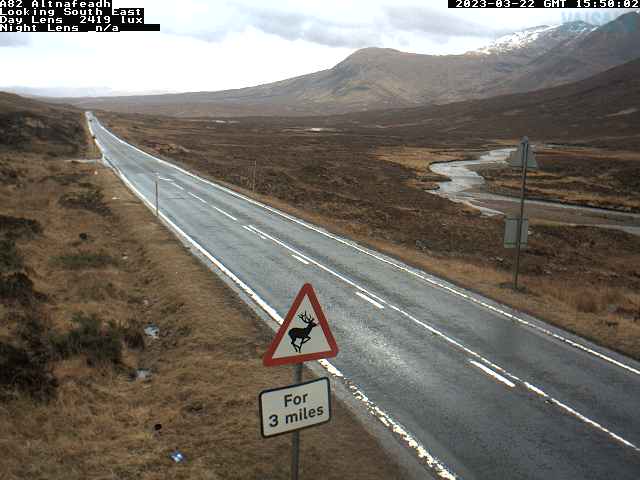 A82 Altnafeadh
Looking South East
Day Lens 2419 lux
Night Lens n/a
2023-03-22 GMT 15:50:02
VAISALA
For
3 miles